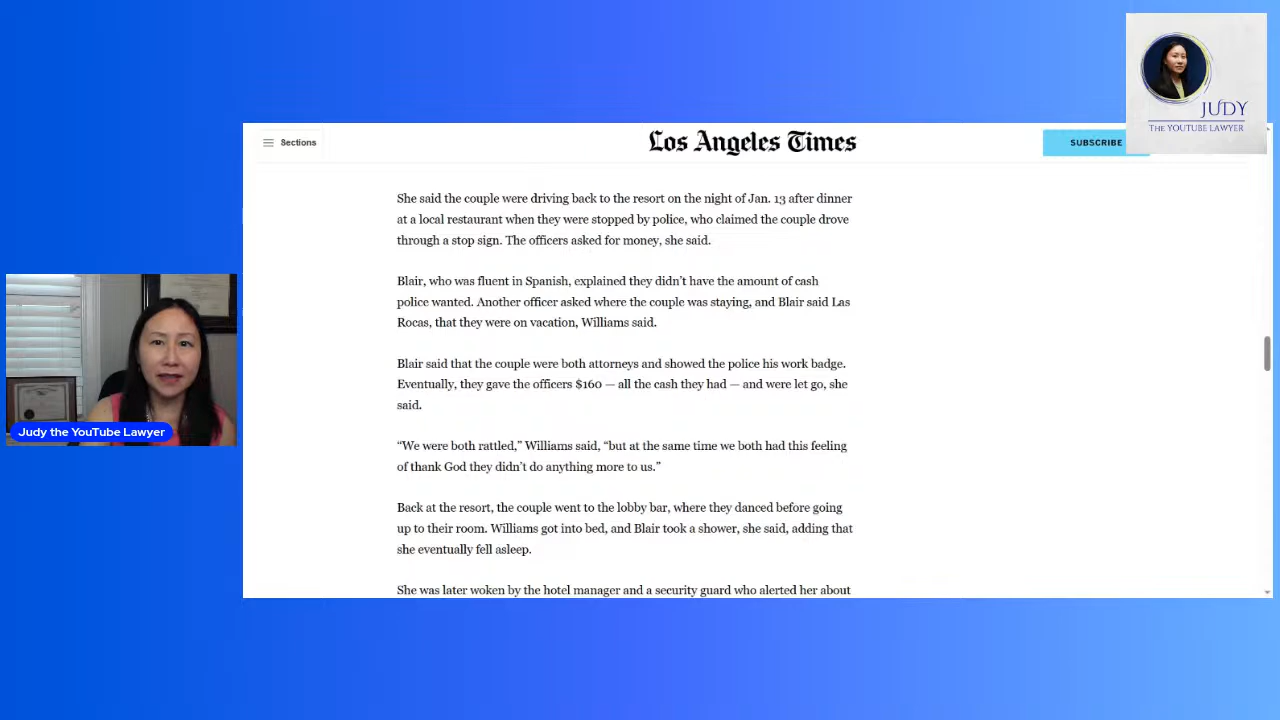 JUDY
THE YOUTUBE LAWYER
Sections
Los Angeles Times
SUBSCRIBE
She said the couple were driving back to the resort on the night of Jan. 13 after dinner
at a local restaurant when they were stopped by police, who claimed the couple drove
through a stop sign. The officers asked for money, she said.
Blair, who was fluent in Spanish, explained they didn’t have the amount of cash
police wanted. Another officer asked where the couple was staying, and Blair said Las
Rocas, that they were on vacation, Williams said.
Blair said that the couple were both attorneys and showed the police his work badge.
Eventually, they gave the officers $160 — all the cash they had — and were let go, she
said.
“We were both rattled,” Williams said, “but at the same time we both had this feeling
of thank God they didn’t do anything more to us.”
Back at the resort, the couple went to the lobby bar, where they danced before going
up to their room. Williams got into bed, and Blair took a shower, she said, adding that
she eventually fell asleep.
She was later woken by the hotel manager and a security guard who alerted her about
Judy the YouTube Lawyer